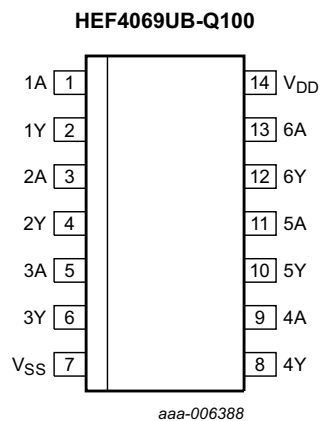 HEF4069UB-Q100
1A 1 14 VDD
1Y 2 13 6A
2A 3 12 6Y
2Y 4 11 5A
3A 5 10 5Y
3Y 6 9 4A
VSS 7 8 4Y
aaa-006388